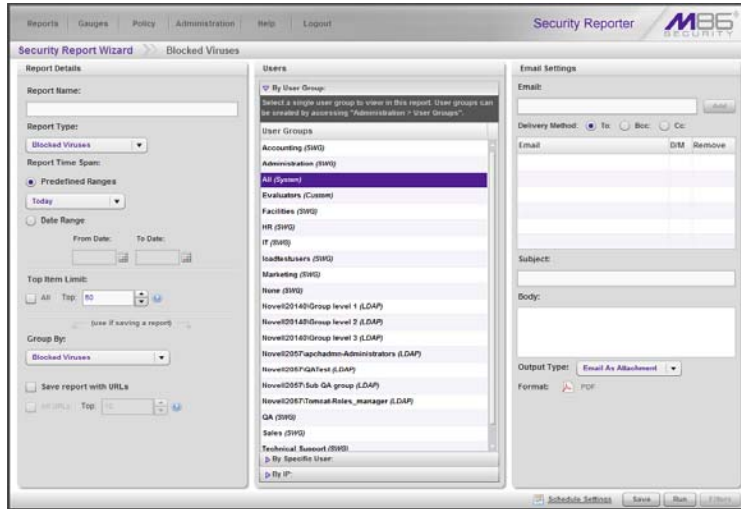 Reports Gauges Policy Administration Help Logout
Security Reporter
M86
SECURITY
Security Report Wizard Blocked Viruses
Report Details
Report Name:
Report Type:
Blocked Viruses
Report Time Span:
Predefined Ranges
Today
Date Range
From Date: To Date:
Top Item Limit:
All Top: 50
(use if saving a report)
Group By:
Blocked Viruses
Save report with URLs
All URLs Top: 10
Users
By User Group:
Select a single user group to view in this report. User groups can
be created by accessing "Administration > User Groups".
User Groups
Accounting (SWG)
Administration (SWG)
All (System)
Evaluators (Custom)
Facilities (SWG)
HR (SWG)
IT (SWG)
loadtestusers (SWG)
Marketing (SWG)
None (SWG)
Novell20140\Group level 1 (LDAP)
Novell20140\Group level 2 (LDAP)
Novell20140\Group level 3 (LDAP)
Novell2057\apchadmn-Administrators (LDAP)
Novell2057\QATest (LDAP)
Novell2057\Sub QA group (LDAP)
Novell2057\Tomcat-Roles_manager (LDAP)
QA (SWG)
Sales (SWG)
Technical Support (SWG)
By Specific User:
By IP:
Email Settings
Email:
Add
Delivery Method: To: Bcc: Cc:
Email D/M Remove
Subject:
Body:
Output Type: Email As Attachment
Format: PDF
Schedule Settings Save Run Filters